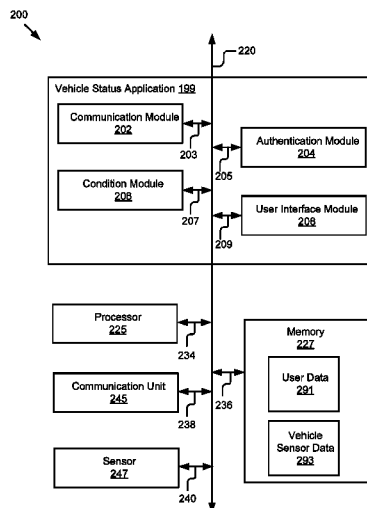 200
220
Vehicle Status Application 199
Communication Module
202
203
Authentication Module
204
205
Condition Module
206
207
User Interface Module
208
209
Processor
225
234
Memory
227
236
User Data
291
Vehicle
Sensor Data
293
Communication Unit
245
238
Sensor
247
240